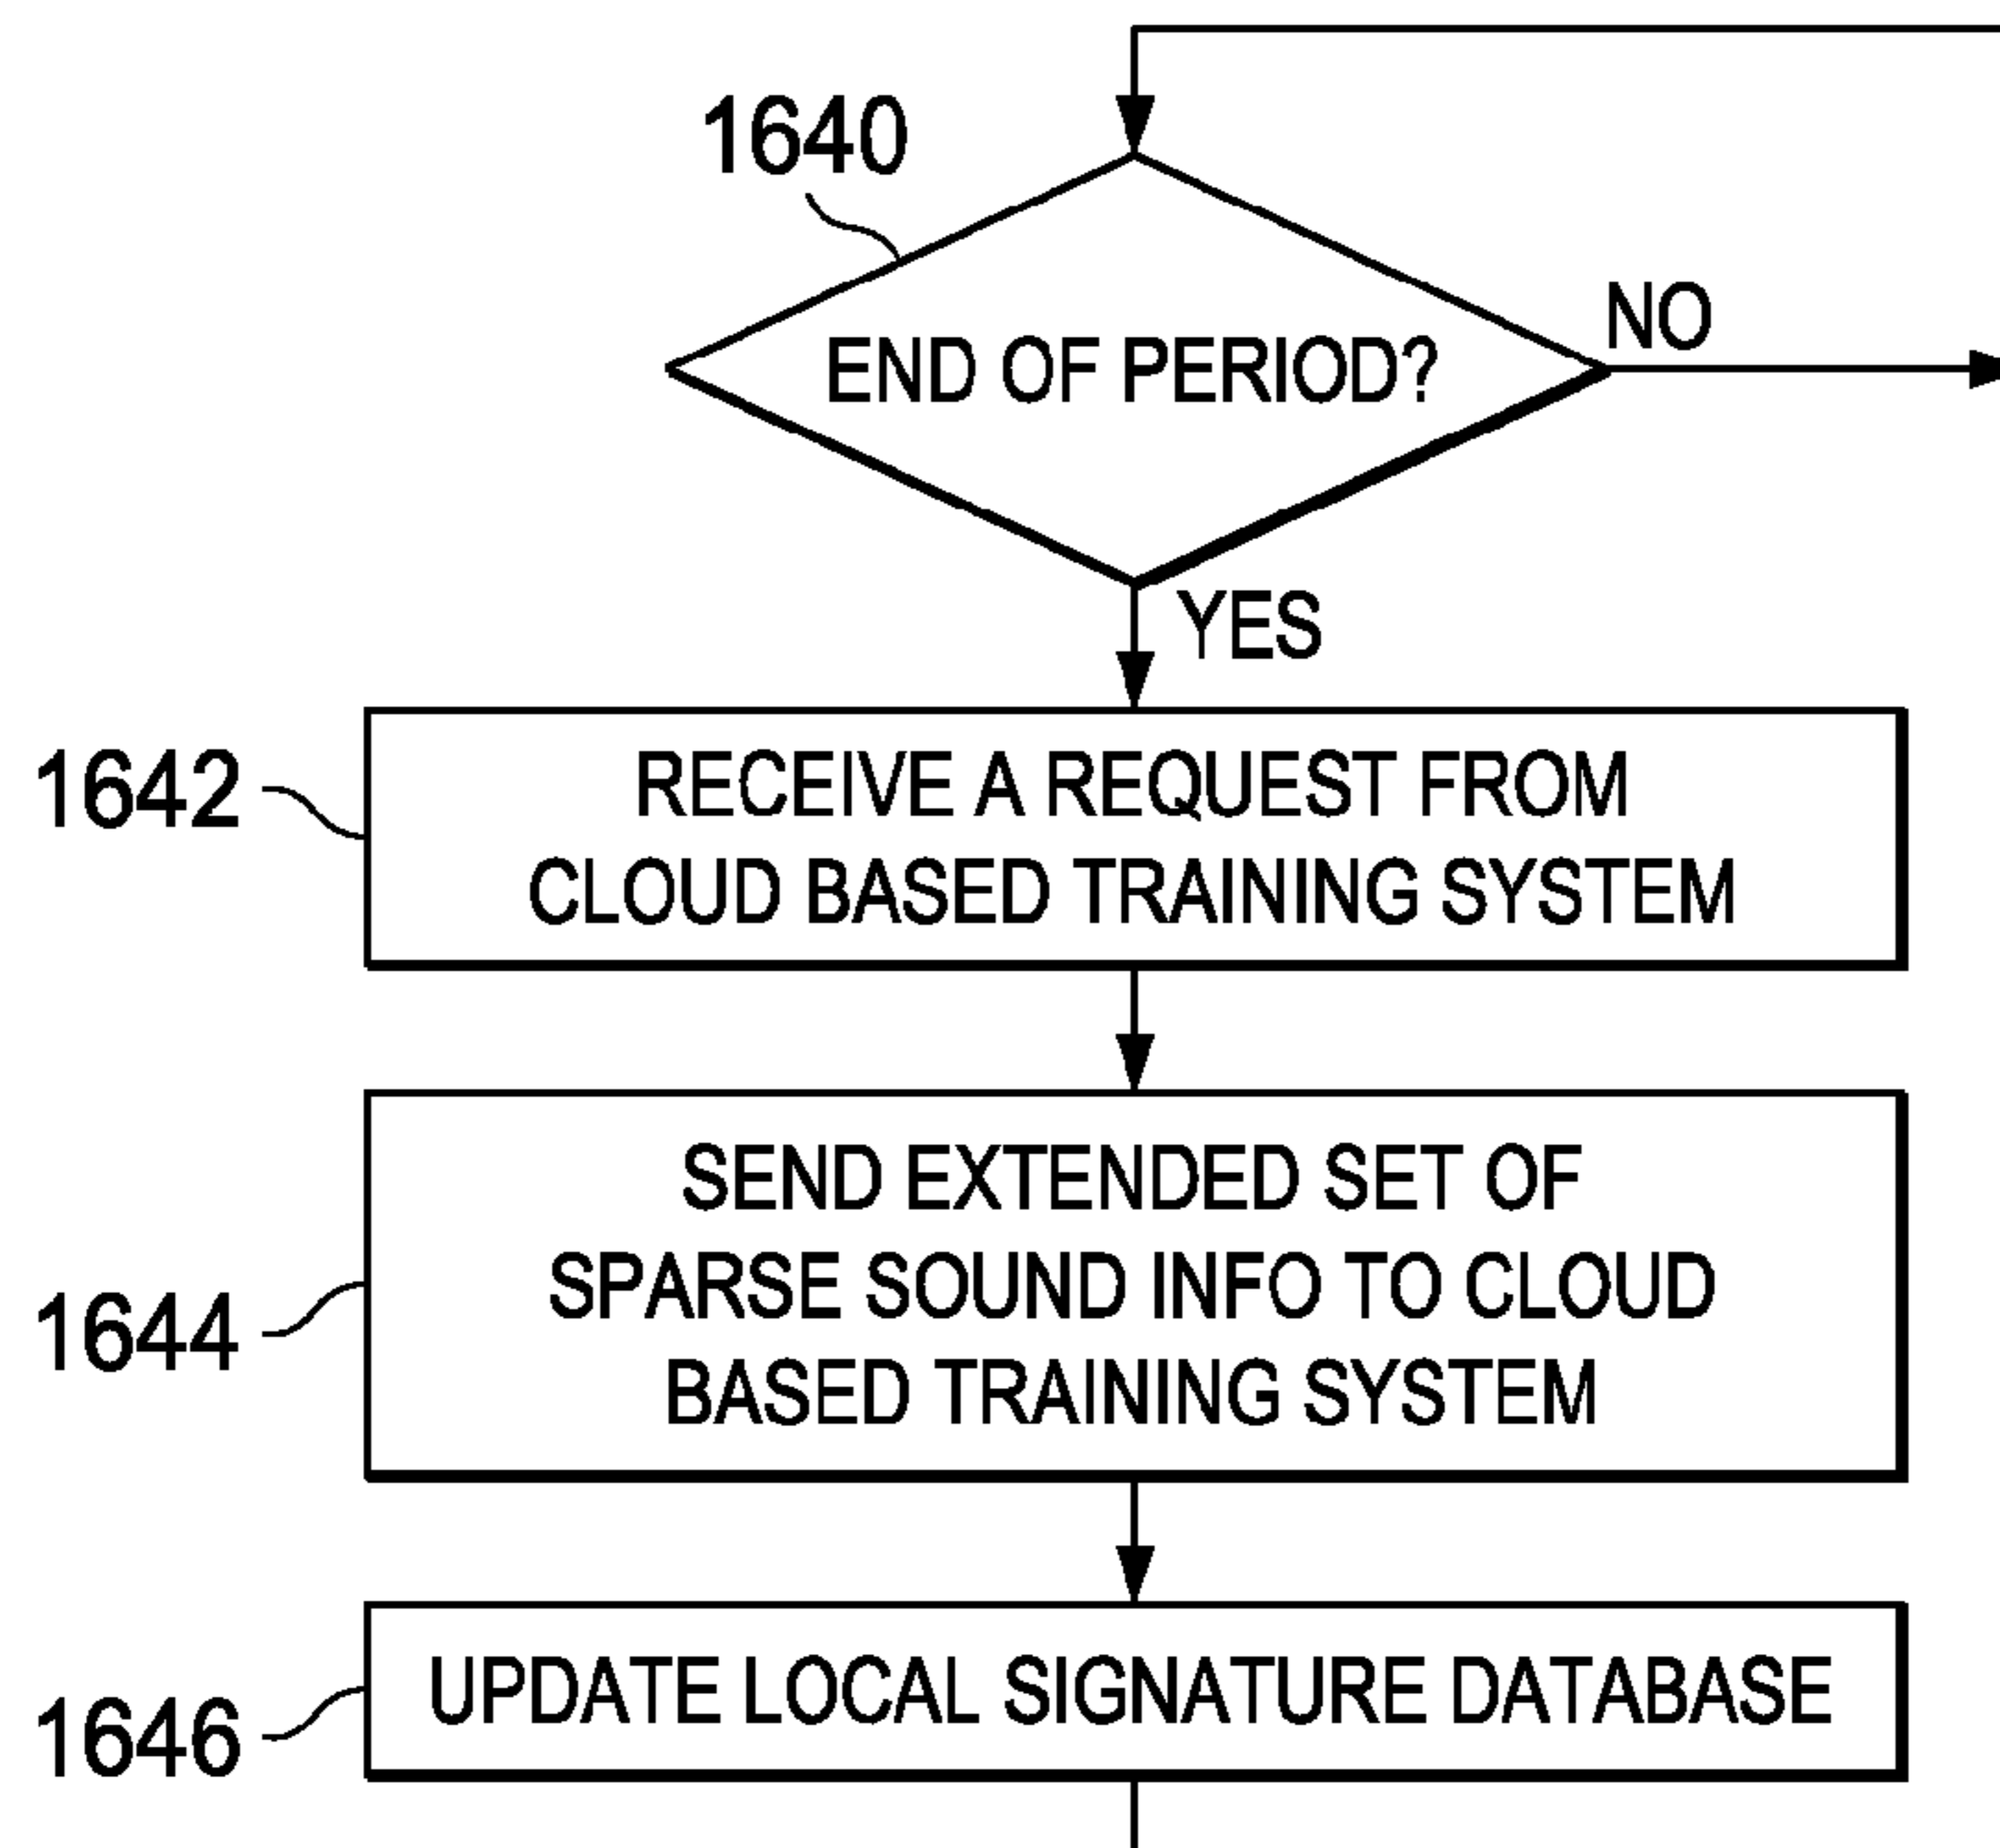 1640
END OF PERIOD?
NO
YES
1642
RECEIVE A REQUEST FROM
CLOUD BASED TRAINING SYSTEM
1644
SEND EXTENDED SET OF
SPARSE SOUND INFO TO CLOUD
BASED TRAINING SYSTEM
1646
UPDATE LOCAL SIGNATURE DATABASE